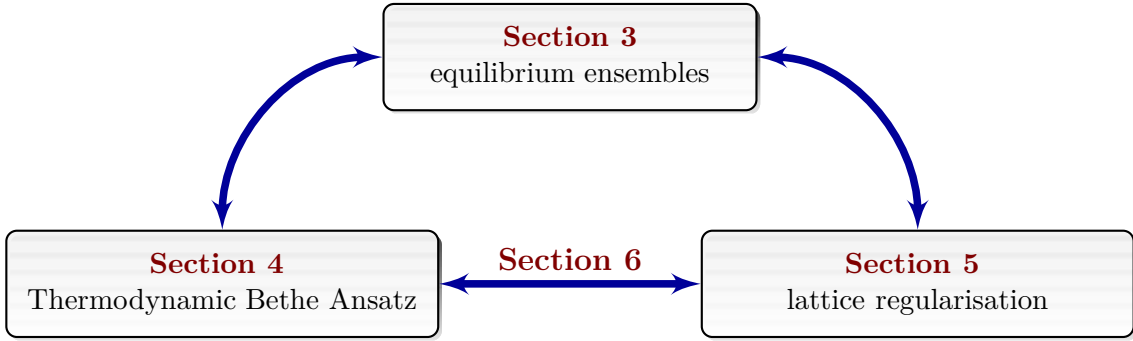 Section 3
equilibrium ensembles
Section 4
Thermodynamic Bethe Ansatz
Section 6
Section 5
lattice regularisation